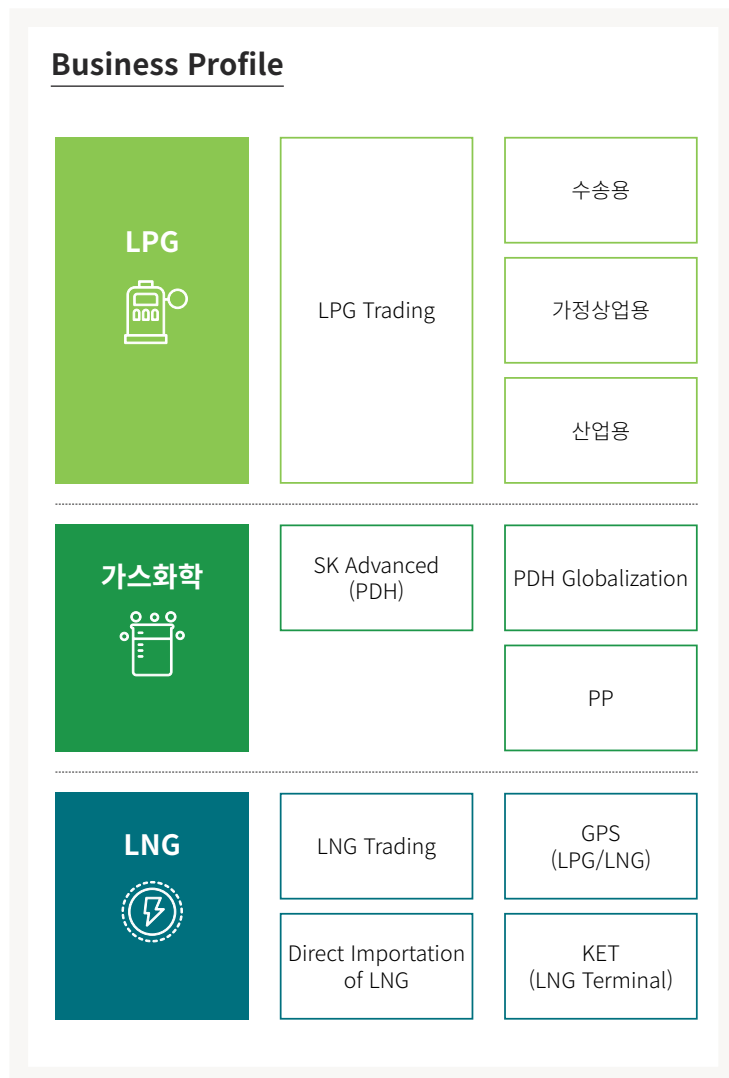 Business Profile
LPG
LPG Trading
수송용
가정상업용
산업용
가스화학
SK Advanced
(PDH)
PDH Globalization
PP
LNG
LNG Trading
GPS
(LPG/LNG)
Direct Importation
of LNG
KET
(LNG Terminal)